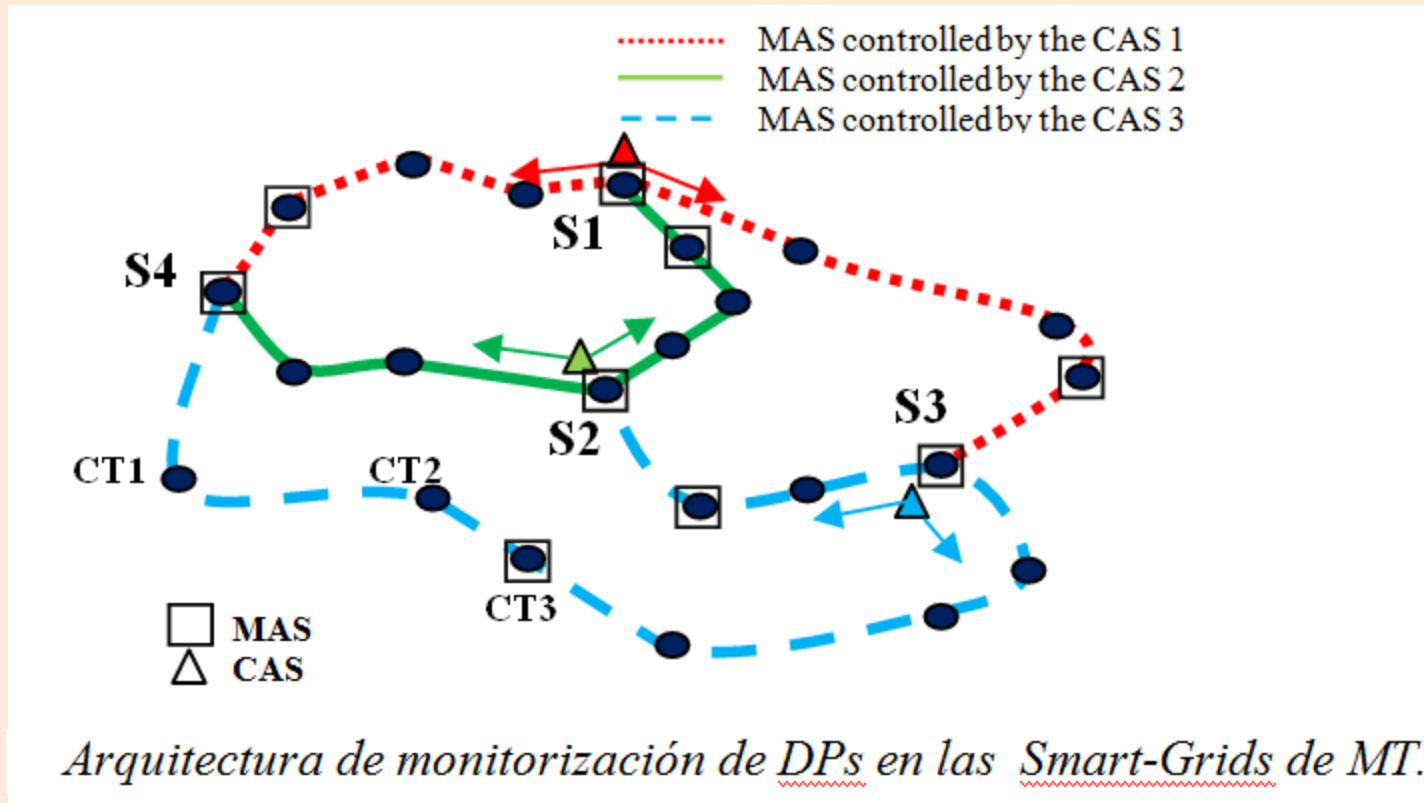 MAS controlled by the CAS 1
MAS controlled by the CAS 2
MAS controlled by the CAS 3
S1
S4
S3
S2
CT1
CT2
CT3
MAS
CAS
Arquitectura de monitorización de DPs en las Smart-Grids de MT.